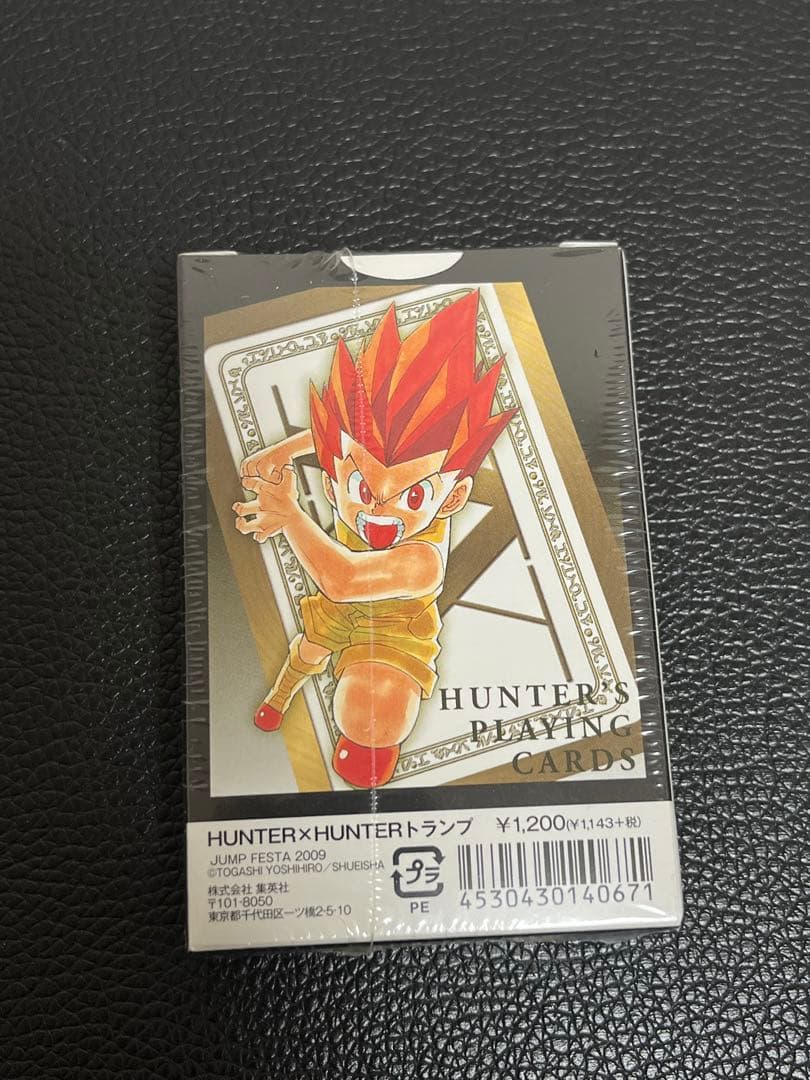 HUNTER'S
PLAYING
CARDS
HUNTER×HUNTERトランプ ¥1,200(¥1,143+税)
JUMP FESTA 2009
©TOGASHI YOSHIHIRO/SHUEISHA
株式会社 集英社
〒101-8050
東京都千代田区一ツ橋2-5-10
プラ
PE
4530430140671